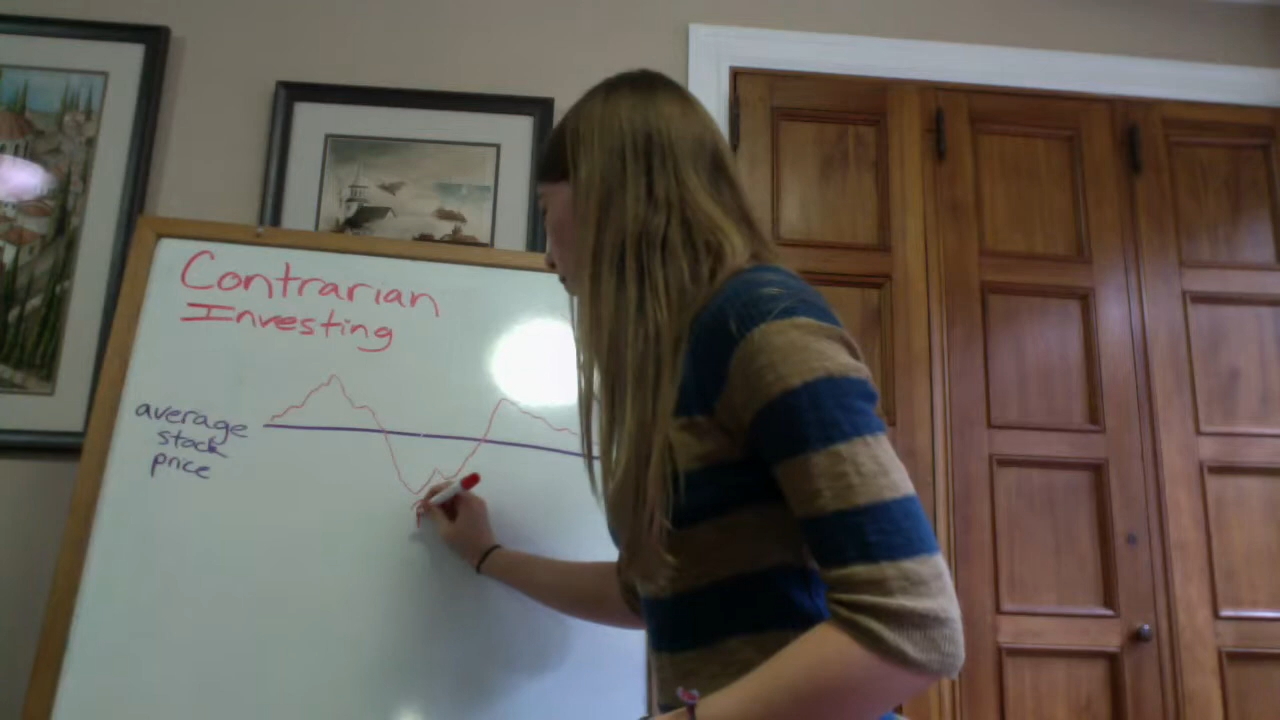 Contrarian
Investing
average
stock
price